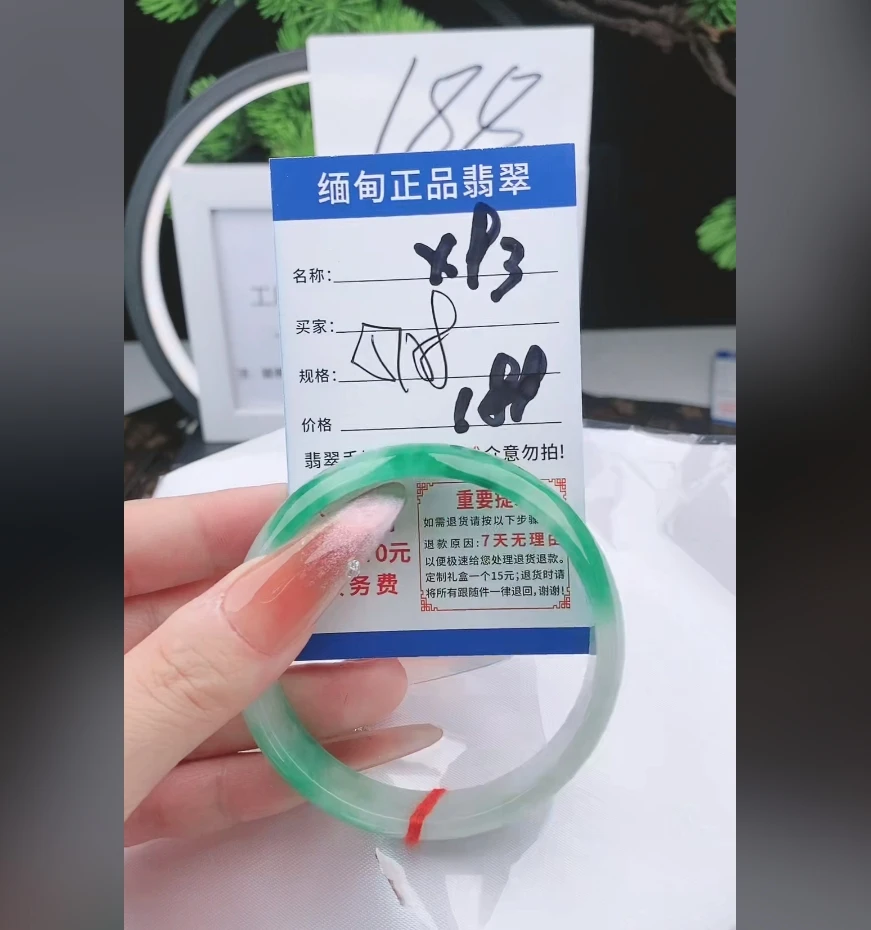 188
缅甸正品翡翠
名称: XP3
买家:
规格: 58
价格 188
翡翠 介意勿拍!
重要提
如需退货请按以下步骤
退款原因:7天无理由
以便极速给您处理退货退款。
定制礼盒一个15元;退货时请
将所有跟随件一律退回,谢谢!
0元
务费